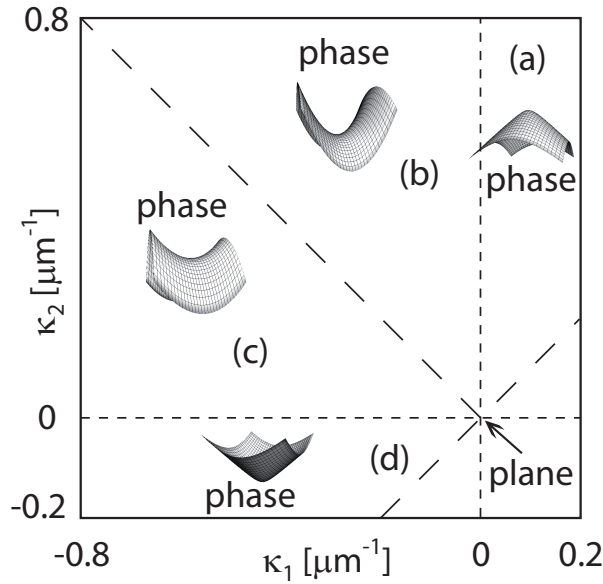 0.8
(a)
phase
phase
(b)
phase
κ2 [μm-1]
(c)
0
(d)
phase
plane
-0.2
-0.8
κ1 [μm-1]
0
0.2